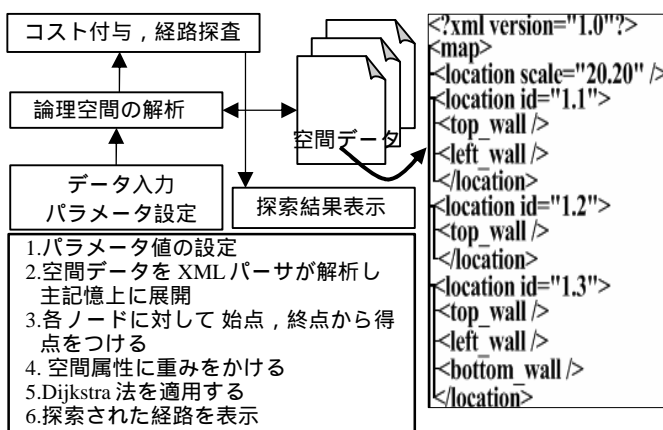 コスト付与，経路探査
論理空間の解析
空間データ
データ入力
パラメータ設定
探索結果表示
1.パラメータ値の設定
2.空間データを XML パーサが解析し
主記憶上に展開
3.各ノードに対して 始点，終点から得
点をつける
4. 空間属性に重みをかける
5.Dijkstra 法を適用する
6.探索された経路を表示
<?xml version="1.0"?>
<map>
<location scale="20.20" />
<location id="1.1">
<top_wall />
<left_wall />
</location>
<location id="1.2">
<top_wall />
</location>
<location id="1.3">
<top_wall />
<left_wall />
<bottom_wall />
</location>